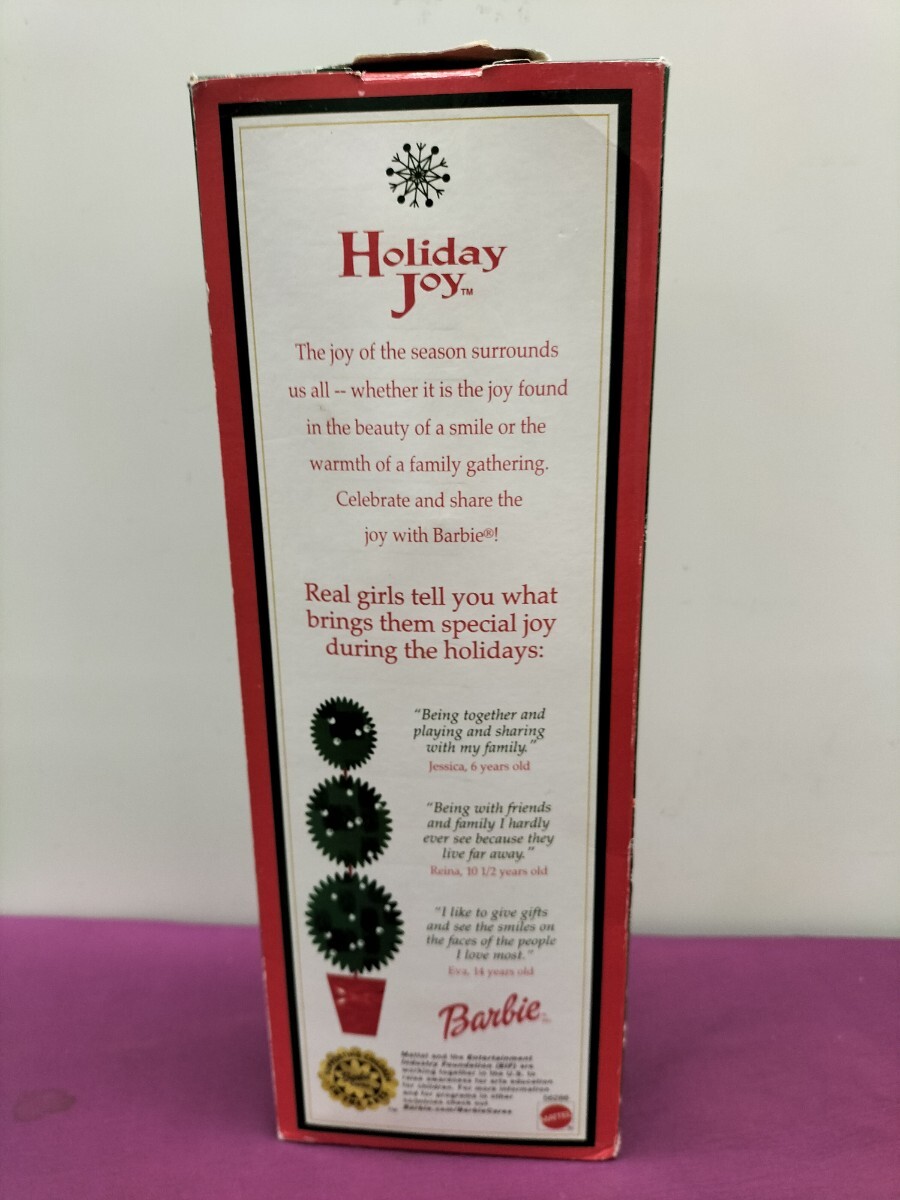 Holiday
Joy™
The joy of the season surrounds
us all -- whether it is the joy found
in the beauty of a smile or the
warmth of a family gathering.
Celebrate and share the
joy with Barbie®!
Real girls tell you what
brings them special joy
during the holidays:
“Being together and
playing and sharing
with my family.”
Jessica, 6 years old
“Being with friends
and family I hardly
ever see because they
live far away.”
Reina, 10 1/2 years old
“I like to give gifts
and see the smiles on
the faces of the people
I love most.”
Eva, 14 years old
Barbie
Mattel and the Entertainment
Industry Foundation (EIF) are
working together in the U.S. to
raise awareness for arts education
for children. For more information
and for programs in other
countries check out
Barbie.com/BarbieCares
56286
MATTEL